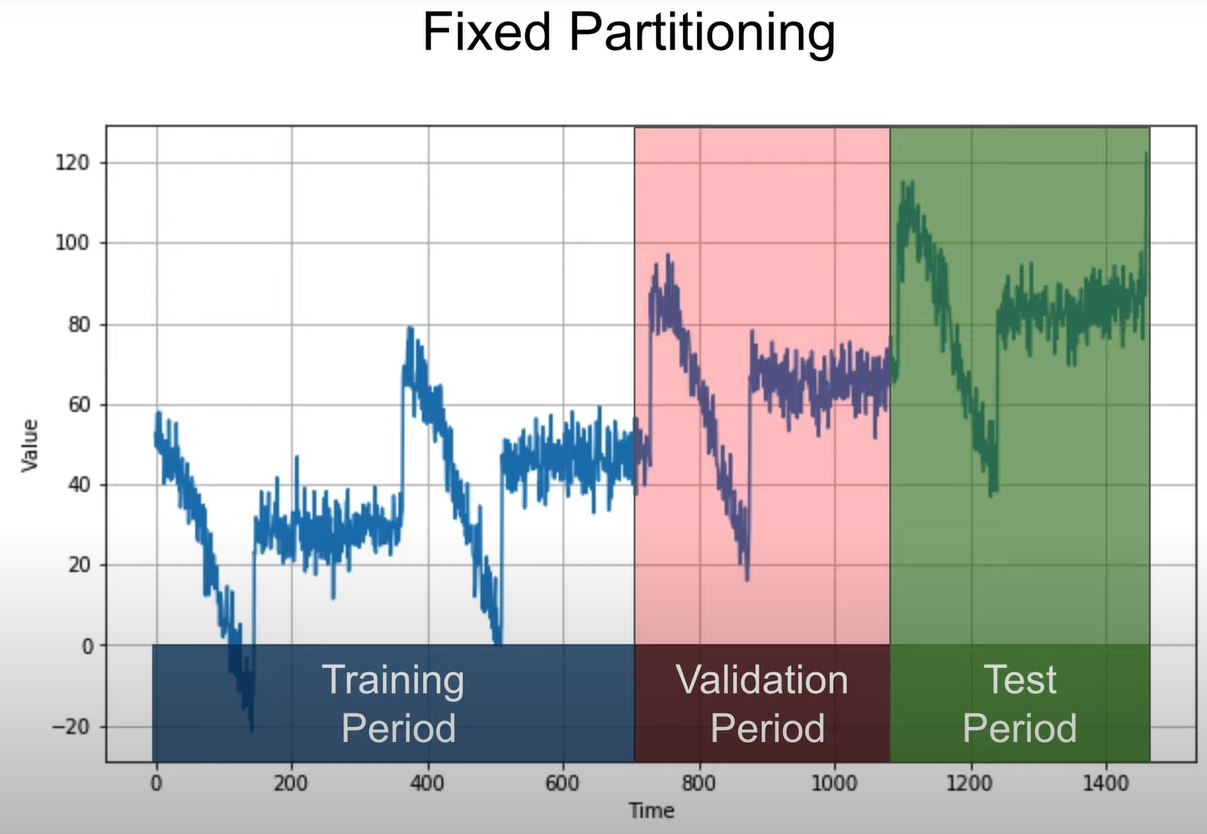 Fixed Partitioning
120
100
80
60
40
20
0
−20
Value
Training
Period
Validation
Period
Test
Period
0 200 400 600 800 1000 1200 1400
Time